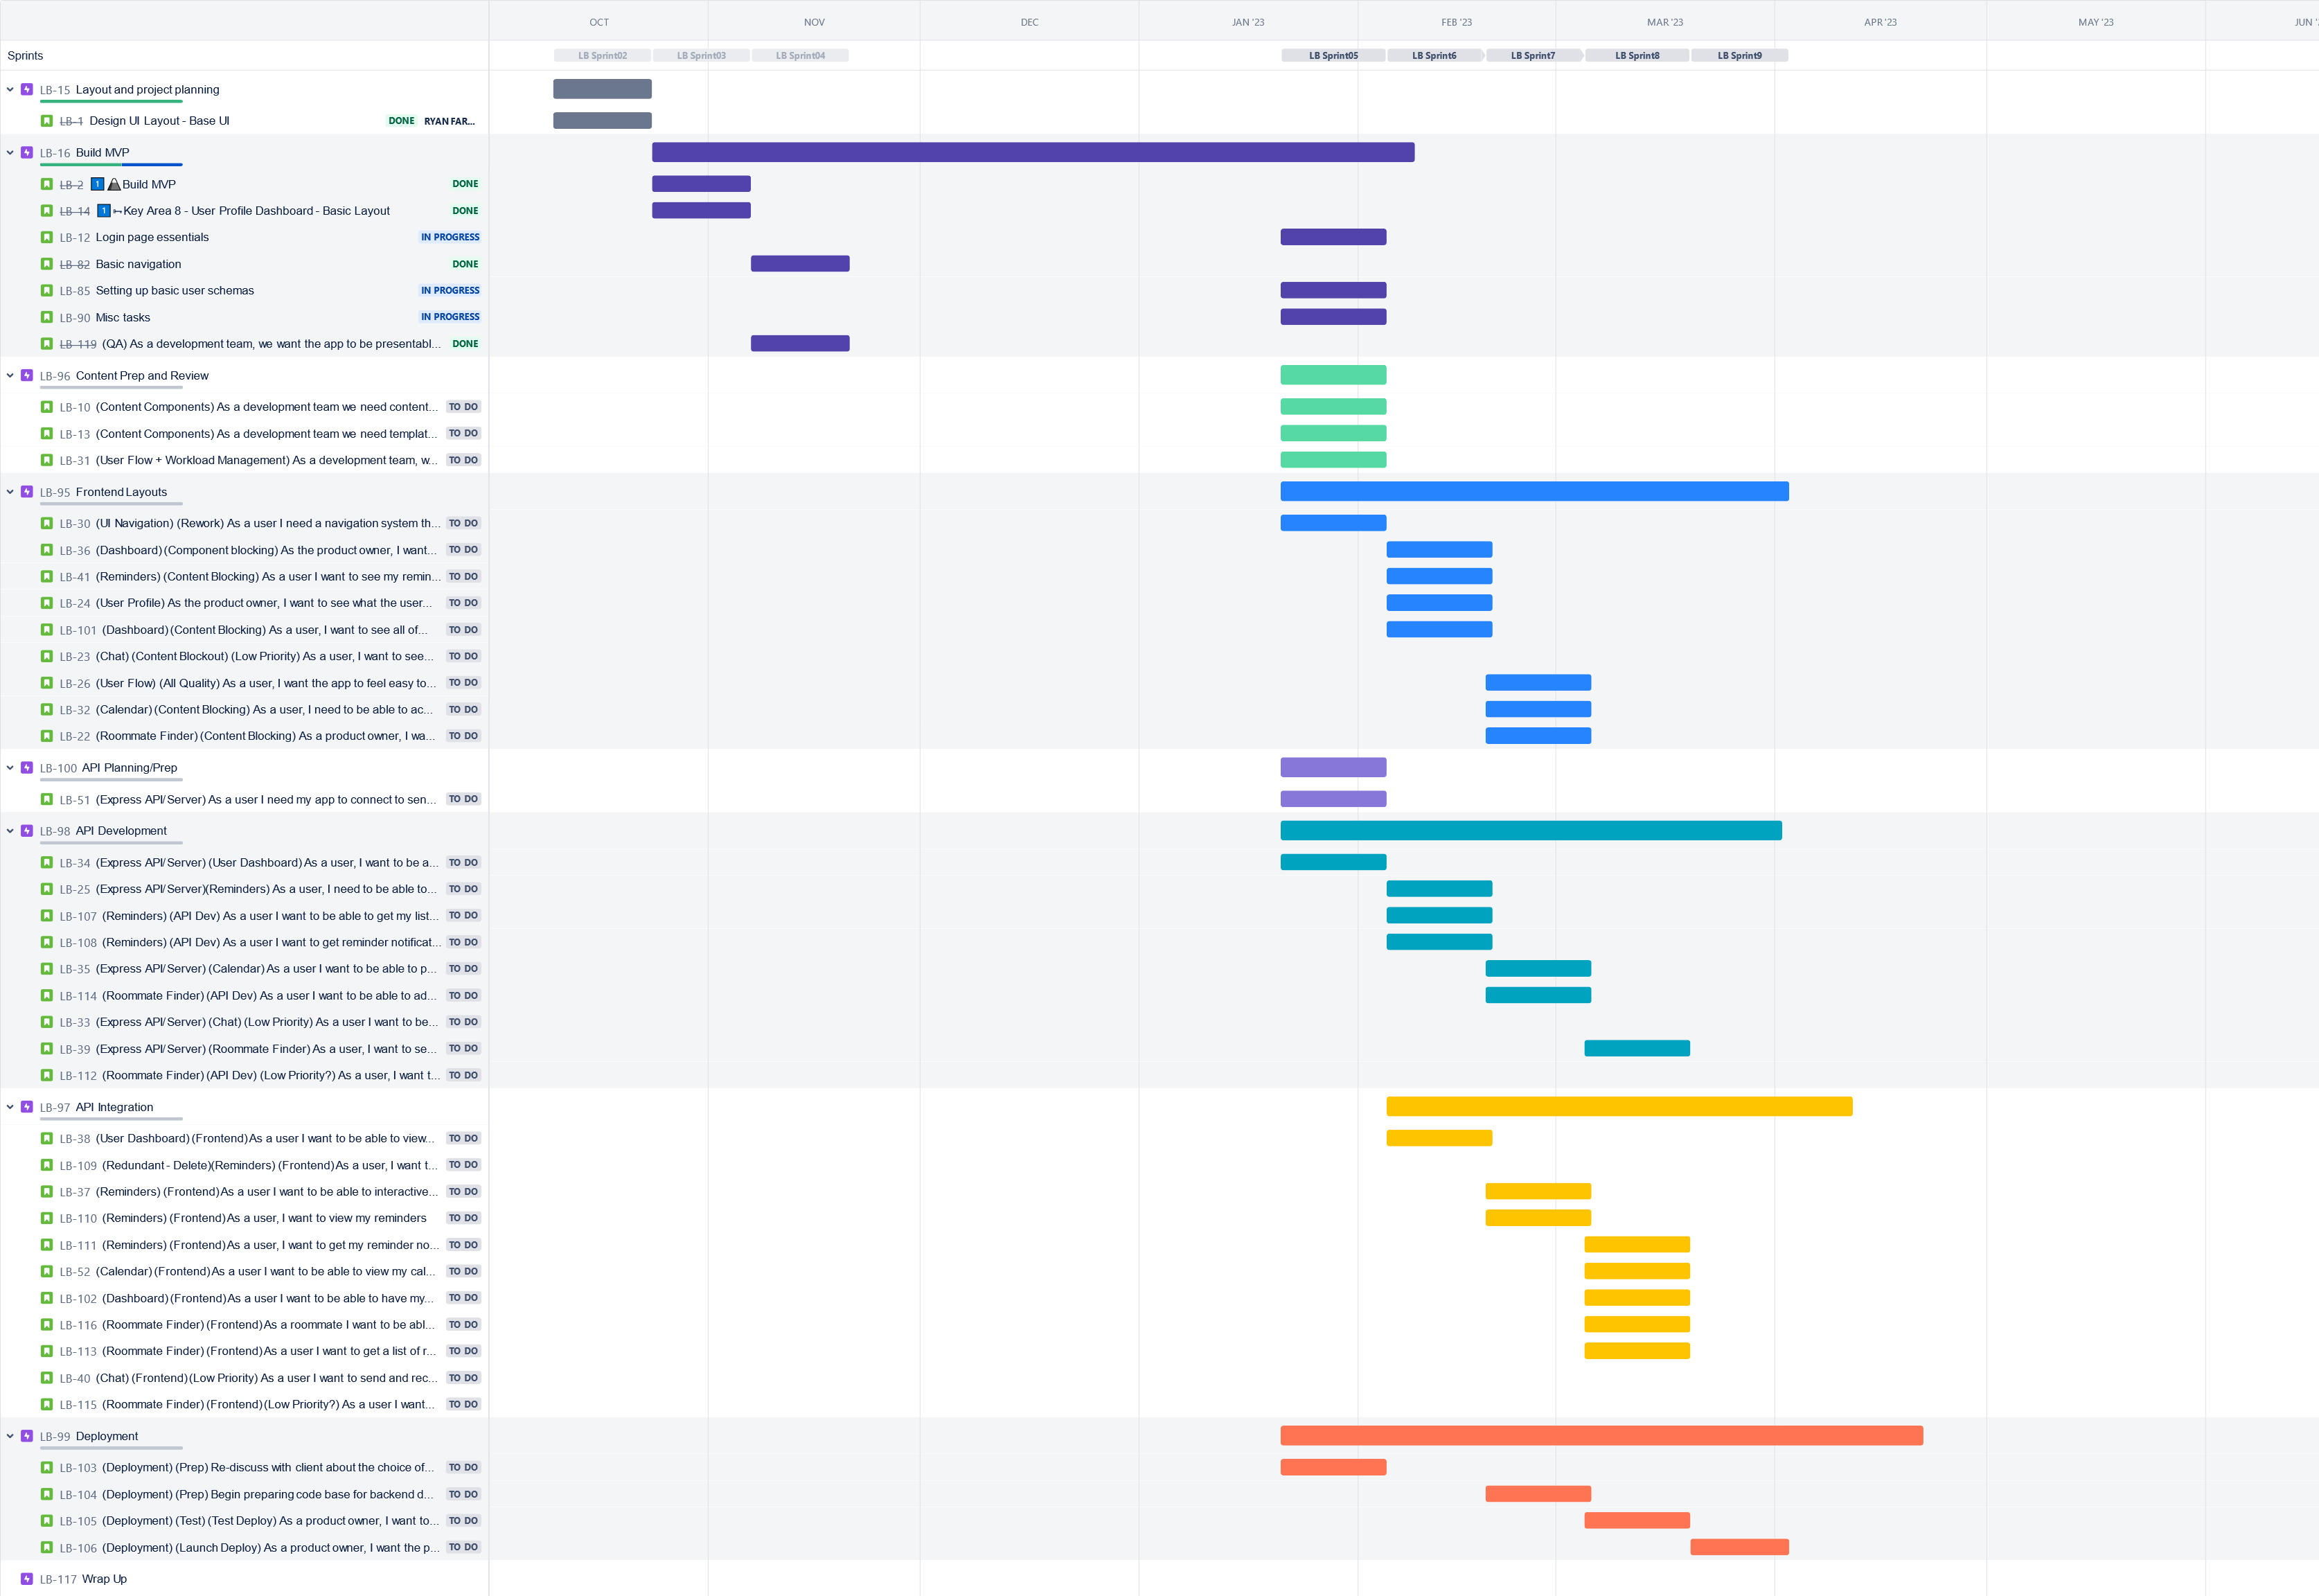 OCT NOV DEC JAN '23 FEB '23 MAR '23 APR '23 MAY '23 JUN '
Sprints LB Sprint02 LB Sprint03 LB Sprint04 LB Sprint05 LB Sprint6 LB Sprint7 LB Sprint8 LB Sprint9
LB-15 Layout and project planning
LB-1 Design UI Layout - Base UI DONE RYAN FAR...
LB-16 Build MVP
LB-2 1 Build MVP DONE
LB-14 1 Key Area 8 - User Profile Dashboard - Basic Layout DONE
LB-12 Login page essentials IN PROGRESS
LB-82 Basic navigation DONE
LB-85 Setting up basic user schemas IN PROGRESS
LB-90 Misc tasks IN PROGRESS
LB-119 (QA) As a development team, we want the app to be presentabl... DONE
LB-96 Content Prep and Review
LB-10 (Content Components) As a development team we need content... TO DO
LB-13 (Content Components) As a development team we need templat... TO DO
LB-31 (User Flow + Workload Management) As a development team, w... TO DO
LB-95 Frontend Layouts
LB-30 (UI Navigation) (Rework) As a user I need a navigation system th... TO DO
LB-36 (Dashboard) (Component blocking) As the product owner, I want... TO DO
LB-41 (Reminders) (Content Blocking) As a user I want to see my remin... TO DO
LB-24 (User Profile) As the product owner, I want to see what the user... TO DO
LB-101 (Dashboard) (Content Blocking) As a user, I want to see all of... TO DO
LB-23 (Chat) (Content Blockout) (Low Priority) As a user, I want to see... TO DO
LB-26 (User Flow) (All Quality) As a user, I want the app to feel easy to... TO DO
LB-32 (Calendar) (Content Blocking) As a user, I need to be able to ac... TO DO
LB-22 (Roommate Finder) (Content Blocking) As a product owner, I wa... TO DO
LB-100 API Planning/Prep
LB-51 (Express API/Server) As a user I need my app to connect to sen... TO DO
LB-98 API Development
LB-34 (Express API/Server) (User Dashboard) As a user, I want to be a... TO DO
LB-25 (Express API/Server)(Reminders) As a user, I need to be able to... TO DO
LB-107 (Reminders) (API Dev) As a user I want to be able to get my list... TO DO
LB-108 (Reminders) (API Dev) As a user I want to get reminder notificat... TO DO
LB-35 (Express API/Server) (Calendar) As a user I want to be able to p... TO DO
LB-114 (Roommate Finder) (API Dev) As a user I want to be able to ad... TO DO
LB-33 (Express API/Server) (Chat) (Low Priority) As a user I want to be... TO DO
LB-39 (Express API/Server) (Roommate Finder) As a user, I want to se... TO DO
LB-112 (Roommate Finder) (API Dev) (Low Priority?) As a user, I want t... TO DO
LB-97 API Integration
LB-38 (User Dashboard) (Frontend) As a user I want to be able to view... TO DO
LB-109 (Redundant - Delete)(Reminders) (Frontend) As a user, I want t... TO DO
LB-37 (Reminders) (Frontend) As a user I want to be able to interactive... TO DO
LB-110 (Reminders) (Frontend) As a user, I want to view my reminders TO DO
LB-111 (Reminders) (Frontend) As a user, I want to get my reminder no... TO DO
LB-52 (Calendar) (Frontend) As a user I want to be able to view my cal... TO DO
LB-102 (Dashboard) (Frontend) As a user I want to be able to have my... TO DO
LB-116 (Roommate Finder) (Frontend) As a roommate I want to be abl... TO DO
LB-113 (Roommate Finder) (Frontend) As a user I want to get a list of r... TO DO
LB-40 (Chat) (Frontend) (Low Priority) As a user I want to send and rec... TO DO
LB-115 (Roommate Finder) (Frontend) (Low Priority?) As a user I want... TO DO
LB-99 Deployment
LB-103 (Deployment) (Prep) Re-discuss with client about the choice of... TO DO
LB-104 (Deployment) (Prep) Begin preparing code base for backend d... TO DO
LB-105 (Deployment) (Test) (Test Deploy) As a product owner, I want to... TO DO
LB-106 (Deployment) (Launch Deploy) As a product owner, I want the p... TO DO
LB-117 Wrap Up